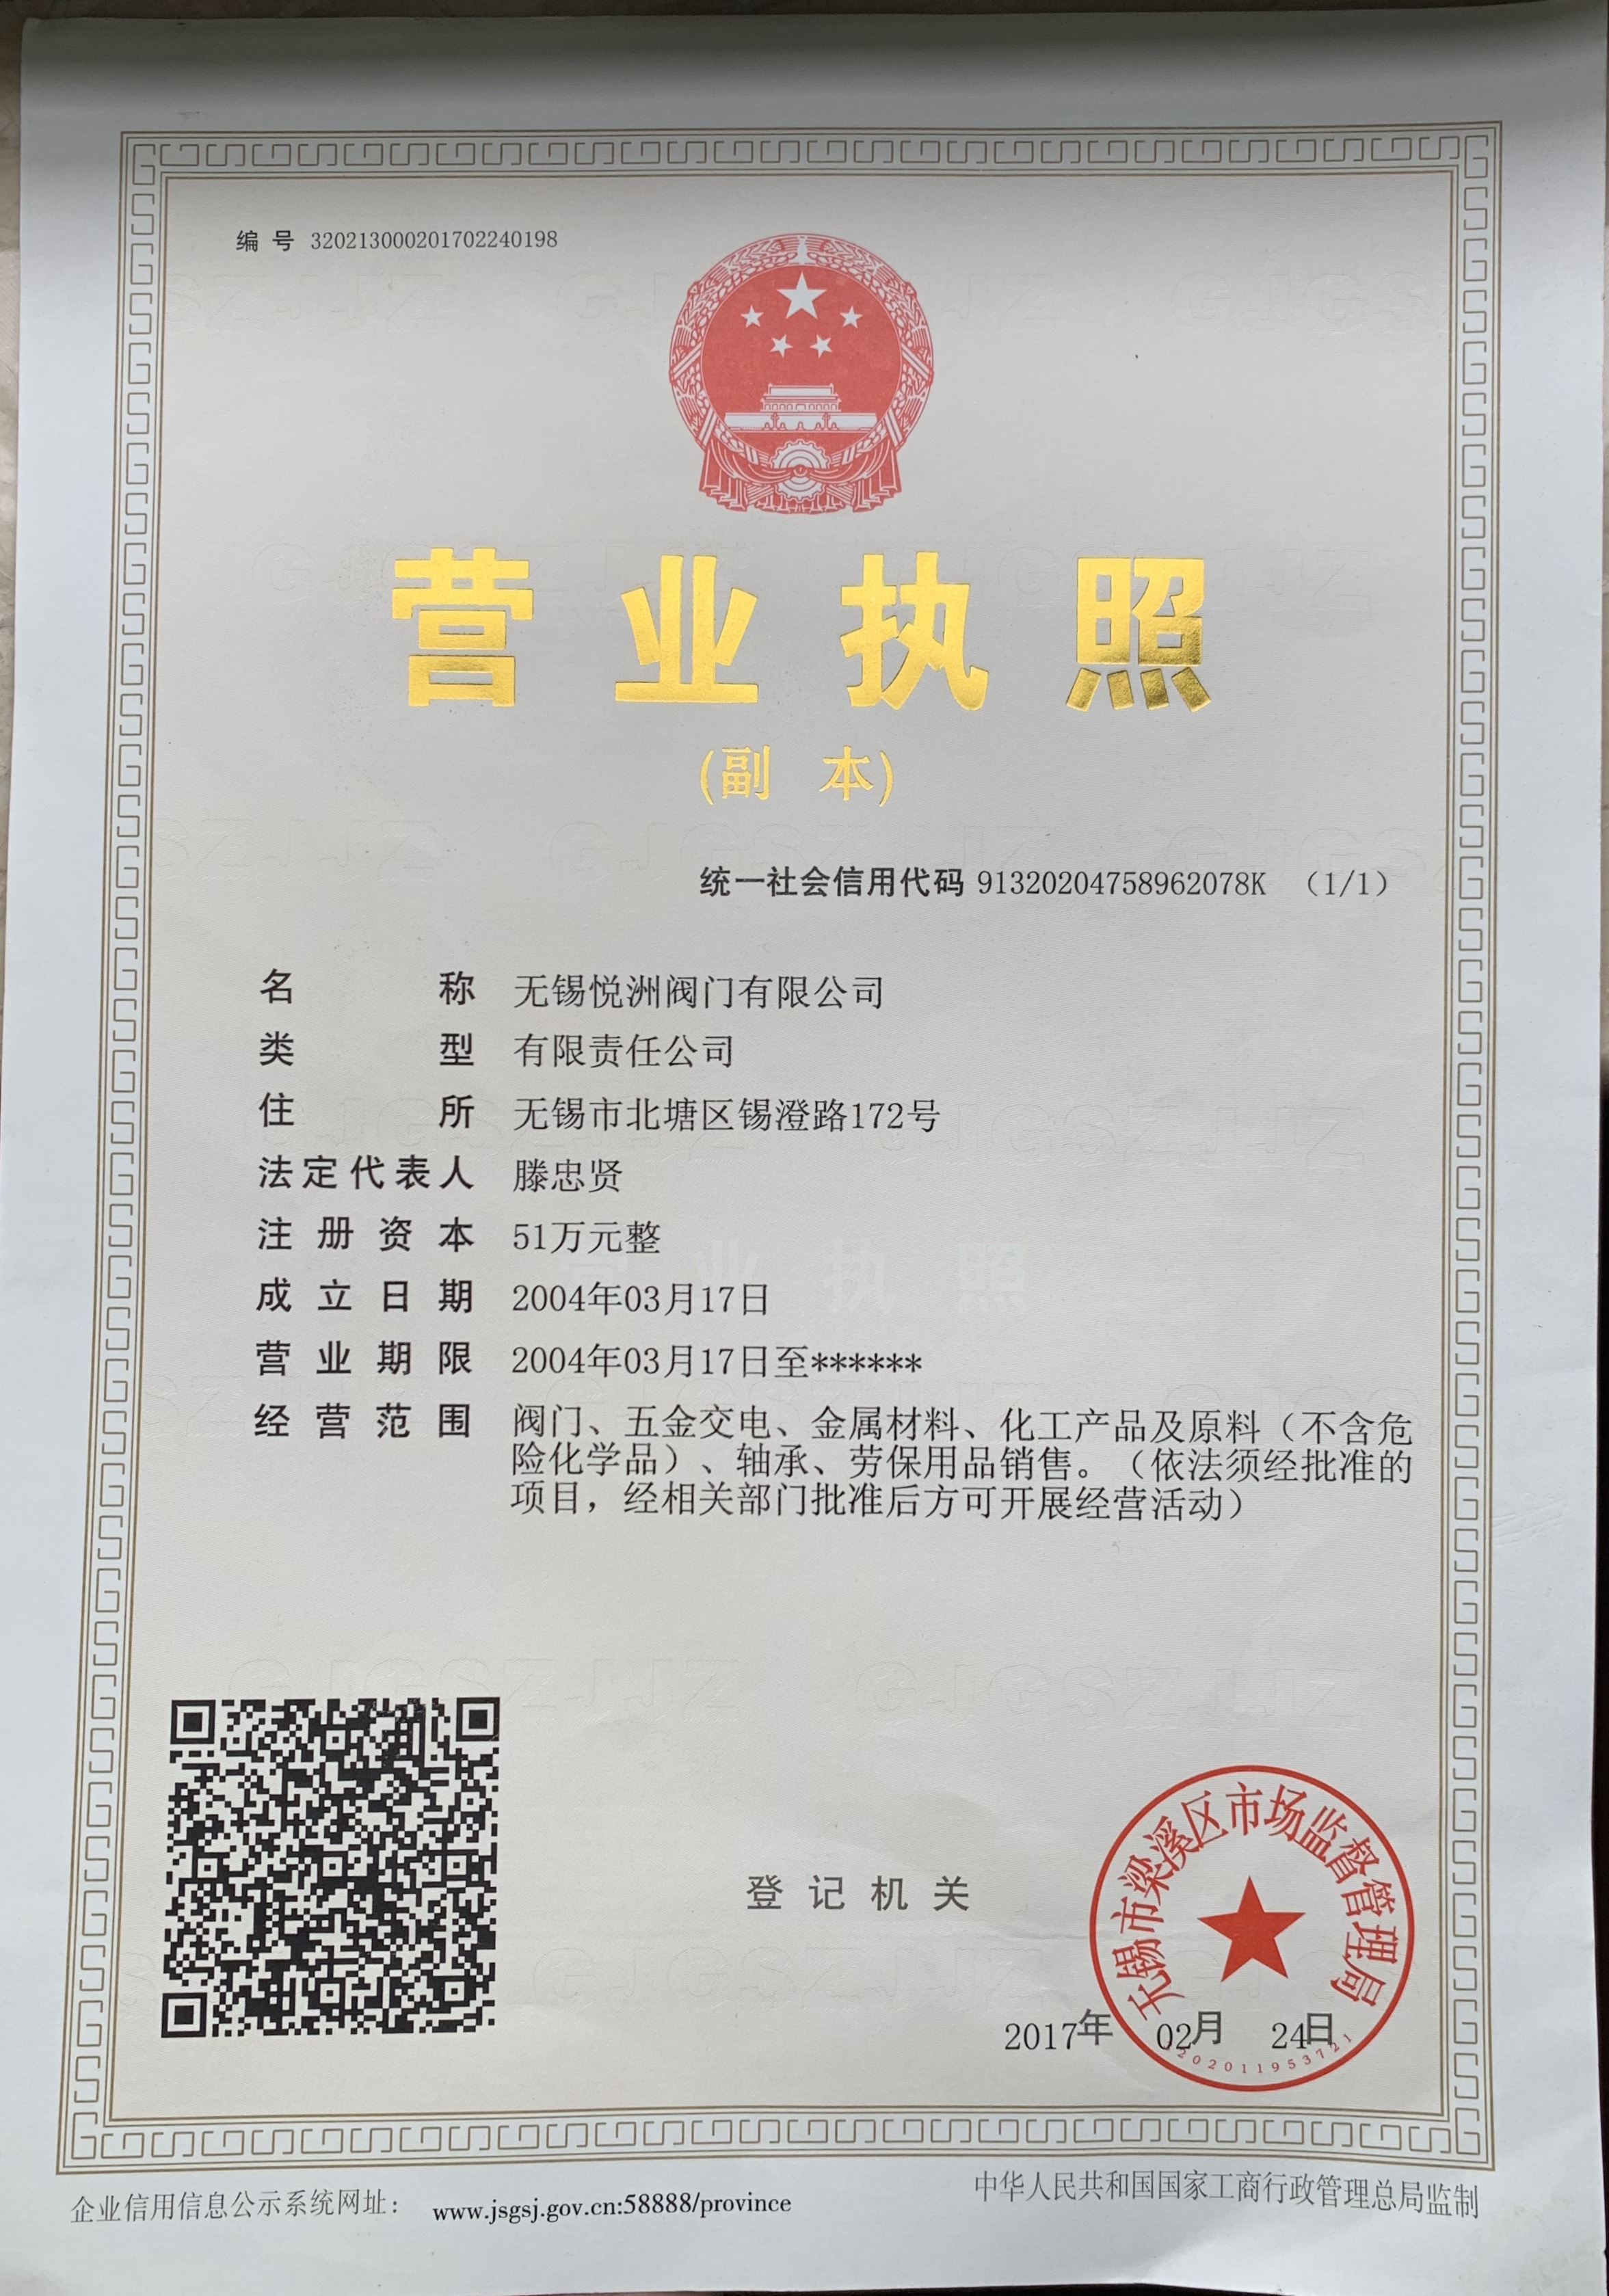 编号 320213000201702240198
营业执照
(副 本)
统一社会信用代码 91320204758962078K （1/1）
名称 无锡悦洲阀门有限公司
类型 有限责任公司
住所 无锡市北塘区锡澄路172号
法定代表人 滕忠贤
注册资本 51万元整
成立日期 2004年03月17日
营业期限 2004年03月17日至******
经营范围 阀门、五金交电、金属材料、化工产品及原料（不含危
险化学品）、轴承、劳保用品销售。（依法须经批准的
项目，经相关部门批准后方可开展经营活动）
登记机关
无锡市梁溪区市场监督管理局
2017年 02月 24日
企业信用信息公示系统网址： www.jsgsj.gov.cn:58888/province
中华人民共和国国家工商行政管理总局监制